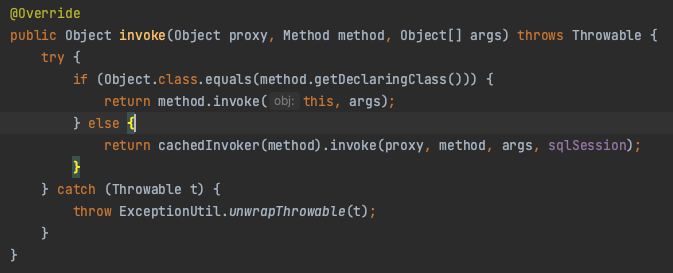 @Override
public Object invoke(Object proxy, Method method, Object[] args) throws Throwable {
    try {
        if (Object.class.equals(method.getDeclaringClass())) {
            return method.invoke( obj: this, args);
        } else {
            return cachedInvoker(method).invoke(proxy, method, args, sqlSession);
        }
    } catch (Throwable t) {
        throw ExceptionUtil.unwrapThrowable(t);
    }
}